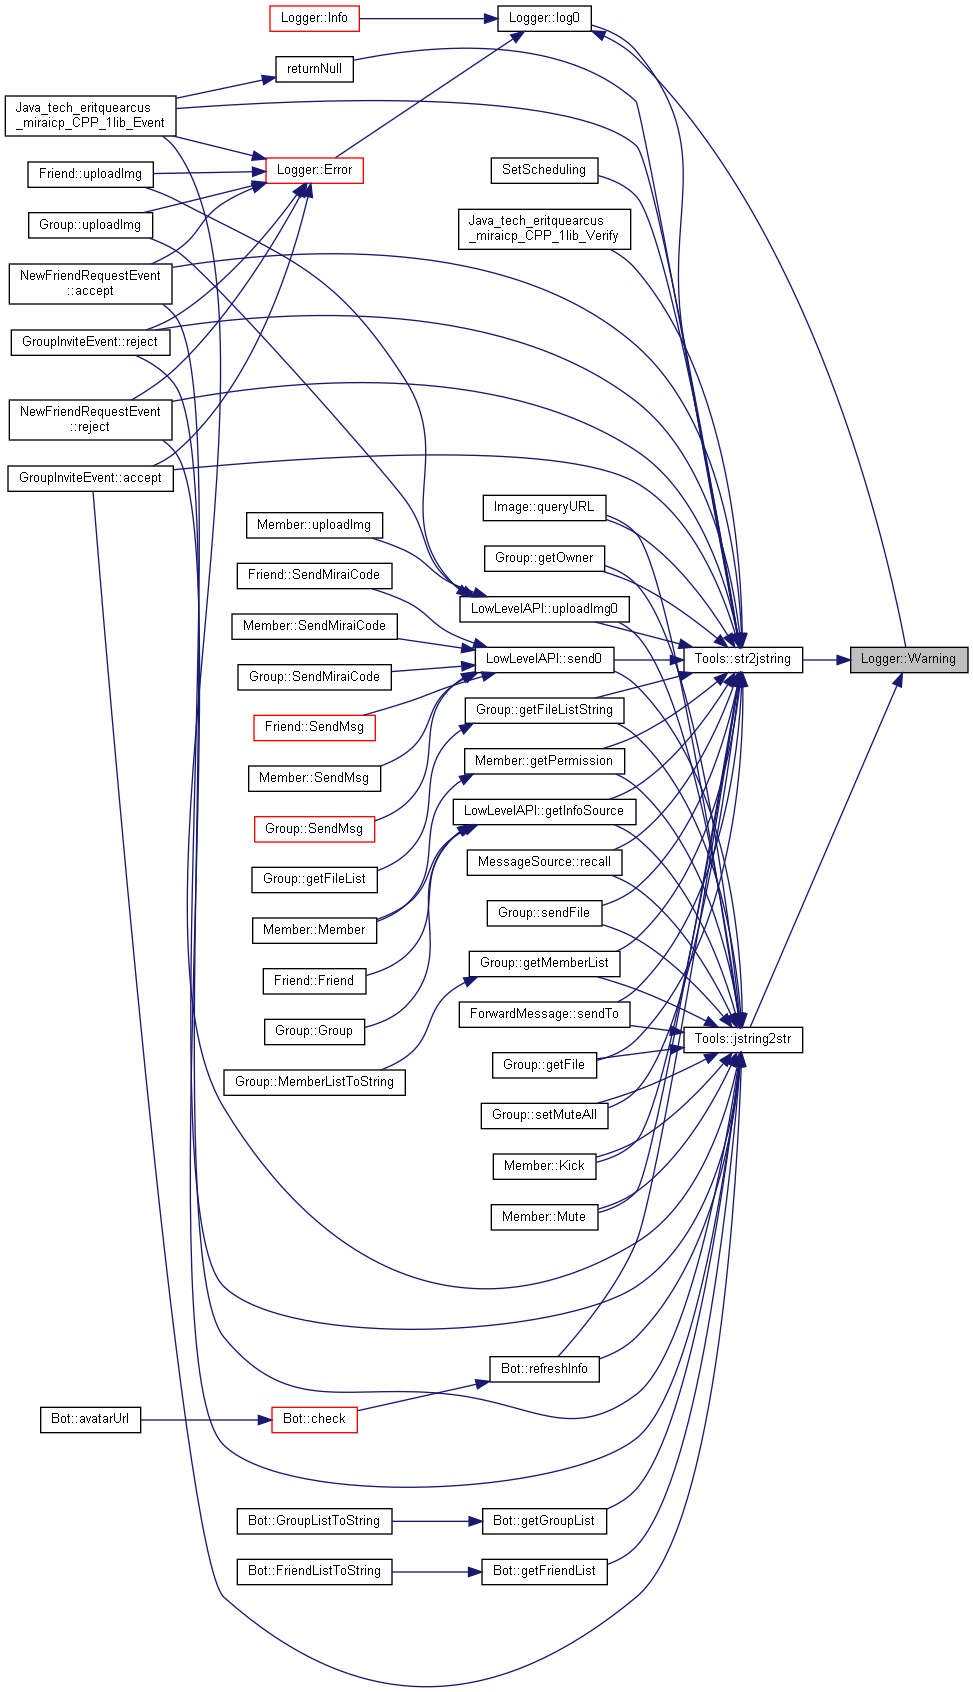 Logger::Info
Logger::log0
returnNull
Java_tech_eritquearcus
_miraicp_CPP_1lib_Event
Friend::uploadImg
Logger::Error
SetScheduling
Group::uploadImg
Java_tech_eritquearcus
_miraicp_CPP_1lib_Verify
NewFriendRequestEvent
::accept
GroupInviteEvent::reject
NewFriendRequestEvent
::reject
GroupInviteEvent::accept
Image::queryURL
Member::uploadImg
Group::getOwner
Friend::SendMiraiCode
LowLevelAPI::uploadImg0
Member::SendMiraiCode
LowLevelAPI::send0
Tools::str2jstring
Logger::Warning
Group::SendMiraiCode
Group::getFileListString
Friend::SendMsg
Member::getPermission
Member::SendMsg
LowLevelAPI::getInfoSource
Group::SendMsg
MessageSource::recall
Group::getFileList
Group::sendFile
Member::Member
Group::getMemberList
Friend::Friend
ForwardMessage::sendTo
Group::Group
Tools::jstring2str
Group::getFile
Group::MemberListToString
Group::setMuteAll
Member::Kick
Member::Mute
Bot::refreshInfo
Bot::avatarUrl
Bot::check
Bot::GroupListToString
Bot::getGroupList
Bot::FriendListToString
Bot::getFriendList